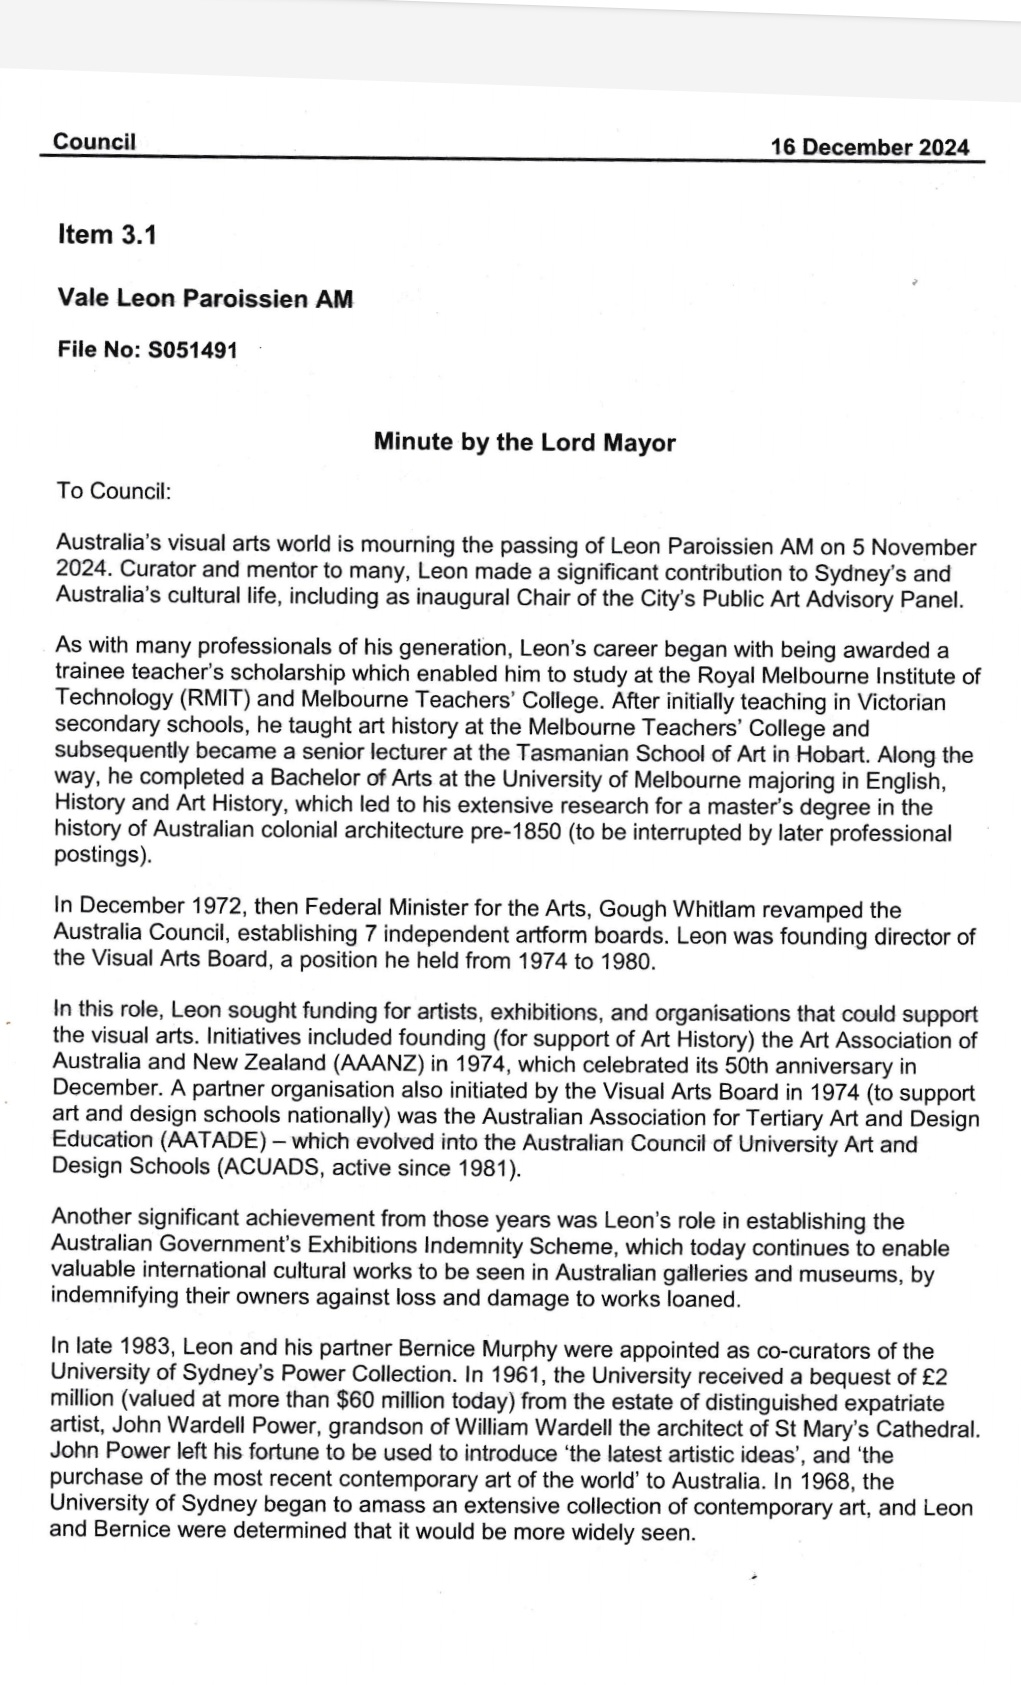 Council
16 December 2024
Item 3.1
Vale Leon Paroissien AM
File No: S051491
Minute by the Lord Mayor
To Council:
Australia's visual arts world is mourning the passing of Leon Paroissien AM on 5 November
2024. Curator and mentor to many, Leon made a significant contribution to Sydney's and
Australia's cultural life, including as inaugural Chair of the City's Public Art Advisory Panel.
As with many professionals of his generation, Leon's career began with being awarded a
trainee teacher's scholarship which enabled him to study at the Royal Melbourne Institute of
Technology (RMIT) and Melbourne Teachers' College. After initially teaching in Victorian
secondary schools, he taught art history at the Melbourne Teachers' College and
subsequently became a senior lecturer at the Tasmanian School of Art in Hobart. Along the
way, he completed a Bachelor of Arts at the University of Melbourne majoring in English,
History and Art History, which led to his extensive research for a master's degree in the
history of Australian colonial architecture pre-1850 (to be interrupted by later professional
postings).
In December 1972, then Federal Minister for the Arts, Gough Whitlam revamped the
Australia Council, establishing 7 independent artform boards. Leon was founding director of
the Visual Arts Board, a position he held from 1974 to 1980.
In this role, Leon sought funding for artists, exhibitions, and organisations that could support
the visual arts. Initiatives included founding (for support of Art History) the Art Association of
Australia and New Zealand (AAANZ) in 1974, which celebrated its 50th anniversary in
December. A partner organisation also initiated by the Visual Arts Board in 1974 (to support
art and design schools nationally) was the Australian Association for Tertiary Art and Design
Education (AATADE) – which evolved into the Australian Council of University Art and
Design Schools (ACUADS, active since 1981).
Another significant achievement from those years was Leon's role in establishing the
Australian Government's Exhibitions Indemnity Scheme, which today continues to enable
valuable international cultural works to be seen in Australian galleries and museums, by
indemnifying their owners against loss and damage to works loaned.
In late 1983, Leon and his partner Bernice Murphy were appointed as co-curators of the
University of Sydney's Power Collection. In 1961, the University received a bequest of £2
million (valued at more than $60 million today) from the estate of distinguished expatriate
artist, John Wardell Power, grandson of William Wardell the architect of St Mary's Cathedral.
John Power left his fortune to be used to introduce 'the latest artistic ideas', and 'the
purchase of the most recent contemporary art of the world' to Australia. In 1968, the
University of Sydney began to amass an extensive collection of contemporary art, and Leon
and Bernice were determined that it would be more widely seen.